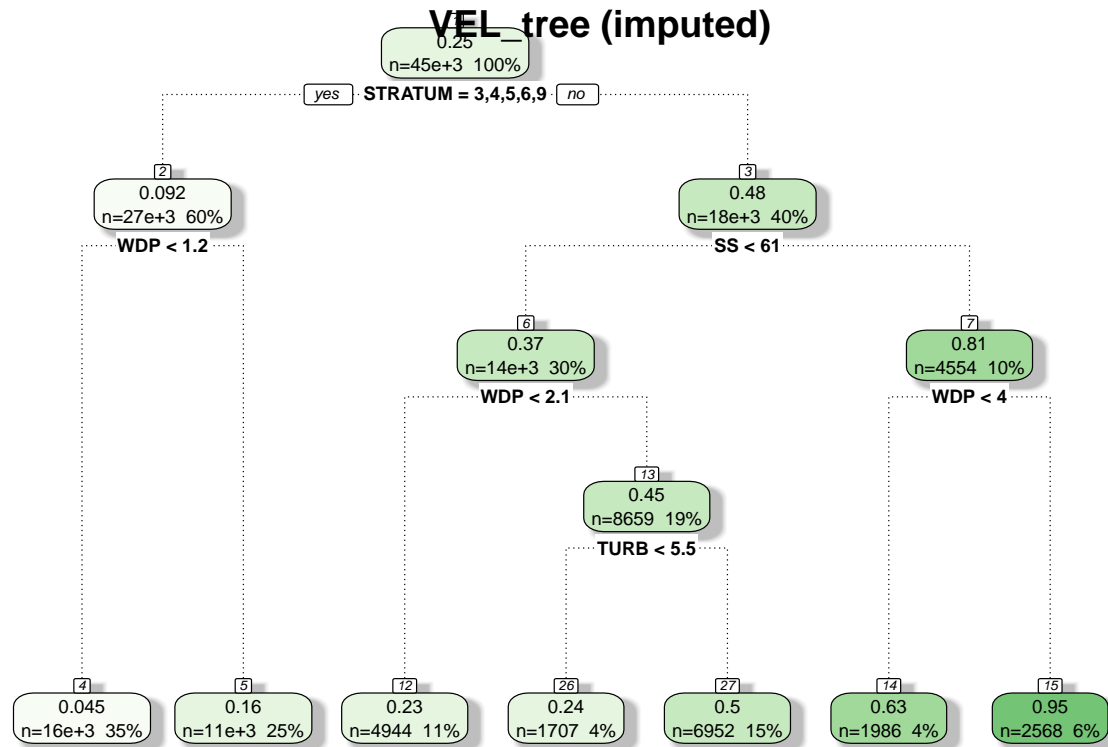 VEL_tree (imputed)
1
0.25
n=45e+3 100%
yes STRATUM = 3,4,5,6,9 no
2
0.092
n=27e+3 60%
WDP < 1.2
3
0.48
n=18e+3 40%
SS < 61
6
0.37
n=14e+3 30%
WDP < 2.1
7
0.81
n=4554 10%
WDP < 4
13
0.45
n=8659 19%
TURB < 5.5
4
0.045
n=16e+3 35%
5
0.16
n=11e+3 25%
12
0.23
n=4944 11%
26
0.24
n=1707 4%
27
0.5
n=6952 15%
14
0.63
n=1986 4%
15
0.95
n=2568 6%